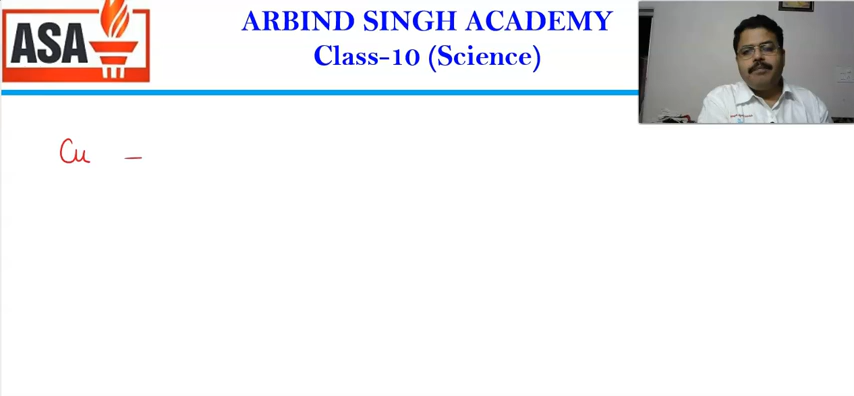 ASA
ARBIND SINGH ACADEMY
Class-10 (Science)
Cu –